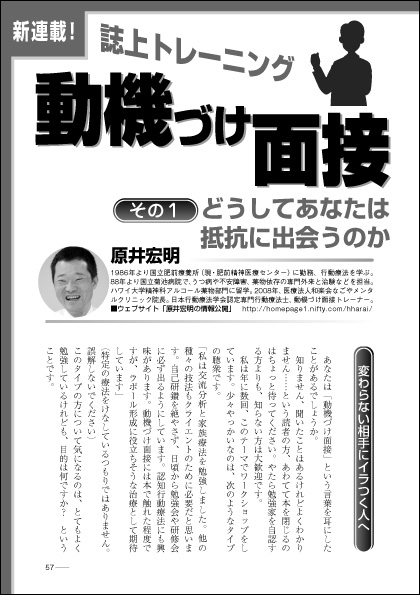 新連載!
誌上トレーニング
動機づけ面接
その1
どうしてあなたは
抵抗に出会うのか
原井宏明
1986年より国立肥前療養所(現・肥前精神医療センター)に勤務、行動療法を学ぶ。
98年より国立菊池病院で、うつ病や不安障害、薬物依存の専門外来と治験などを担当。
ハワイ大学精神科アルコール薬物部門に留学。2008年、医療法人和楽会なごやメンタ
ルクリニック院長。日本行動療法学会認定専門行動療法士、動機づけ面接トレーナー。
■ウェブサイト「原井宏明の情報公開」 http://homepage1.nifty.com/hharai/
変わらない相手にイラつく人へ
あなたは「動機づけ面接」という言葉を耳にした
ことがあるでしょうか。
知りません、聞いたことはあるけれどよくわかり
ません……という読者の方、あわてて本を閉じるの
はちょっと待ってください。やたら勉強家を自認す
る方よりも、知らない方は大歓迎です。
私は年に数回、このテーマでワークショップをし
ています。少々やっかいなのは、次のようなタイプ
の聴衆です。
「私は交流分析と家族療法を勉強しました。他の
種々の技法もクライエントのために必要だと思いま
す。自己研鑽を絶やさず、日頃から勉強会や研修会
に必ず出るようにしています。認知行動療法にも興
味があります。動機づけ面接には本で触れた程度で
すが、ラポール形成に役立ちそうな治療として期待
しています」
(特定の療法をけなしているつもりではありません。
誤解しないでください)
このタイプの方について気になるのは、とてもよく
勉強しているけれども、目的は何ですか? という
ことです。
57